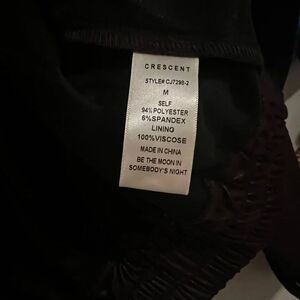 CRESCENT
STYLE# CJ7298-2
M
SELF
94% POLYESTER
6%SPANDEX
LINING
100%VISCOSE
MADE IN CHINA
BE THE MOON IN
SOMEBODY'S NIGHT